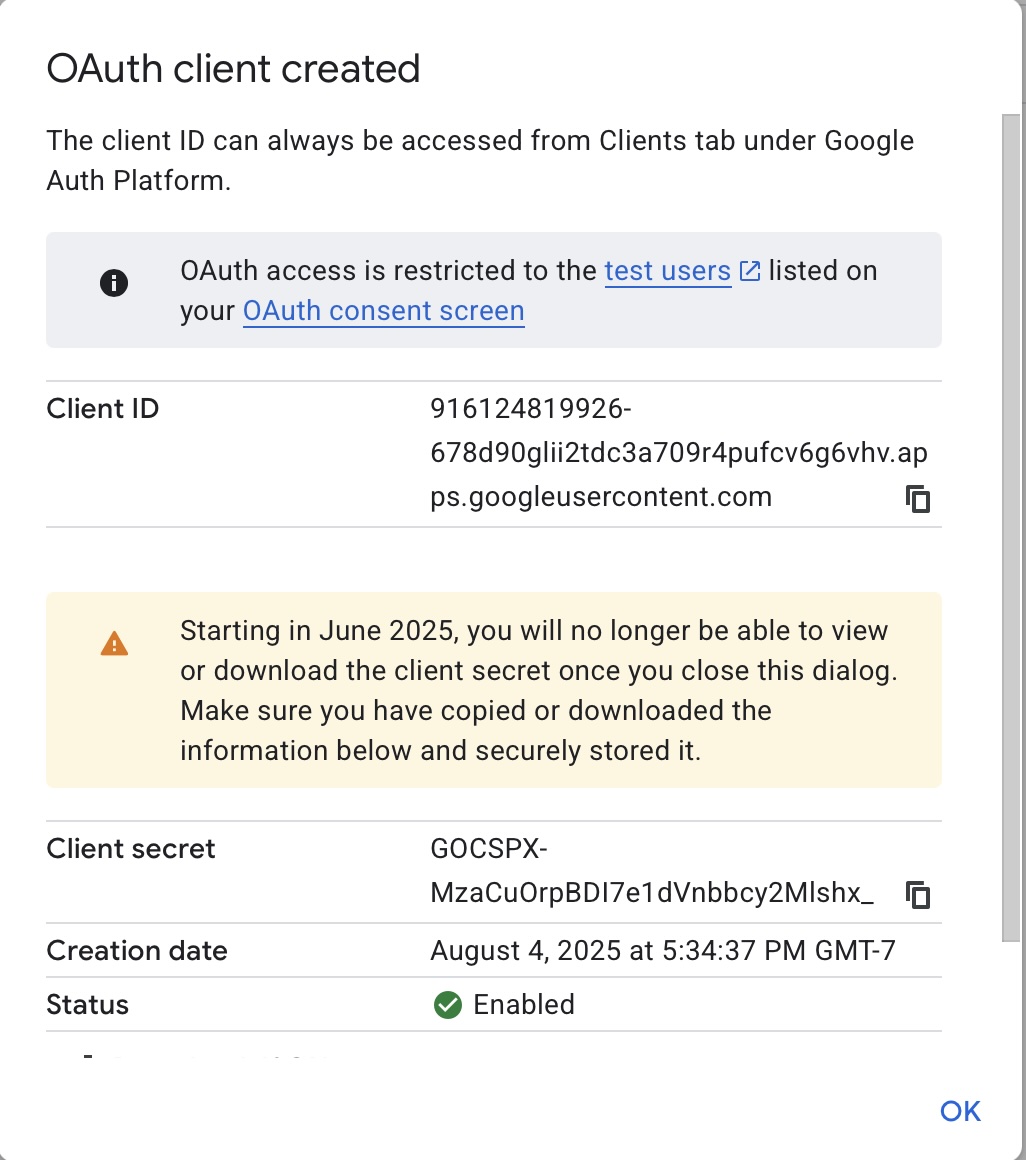 OAuth client created
The client ID can always be accessed from Clients tab under Google
Auth Platform.
OAuth access is restricted to the test users listed on
your OAuth consent screen
Client ID
916124819926-
678d90glii2tdc3a709r4pufcv6g6vhv.ap
ps.googleusercontent.com
Starting in June 2025, you will no longer be able to view
or download the client secret once you close this dialog.
Make sure you have copied or downloaded the
information below and securely stored it.
Client secret
GOCSPX-
MzaCuOrpBDI7e1dVnbbcy2Mlshx_
Creation date
August 4, 2025 at 5:34:37 PM GMT-7
Status
Enabled
OK